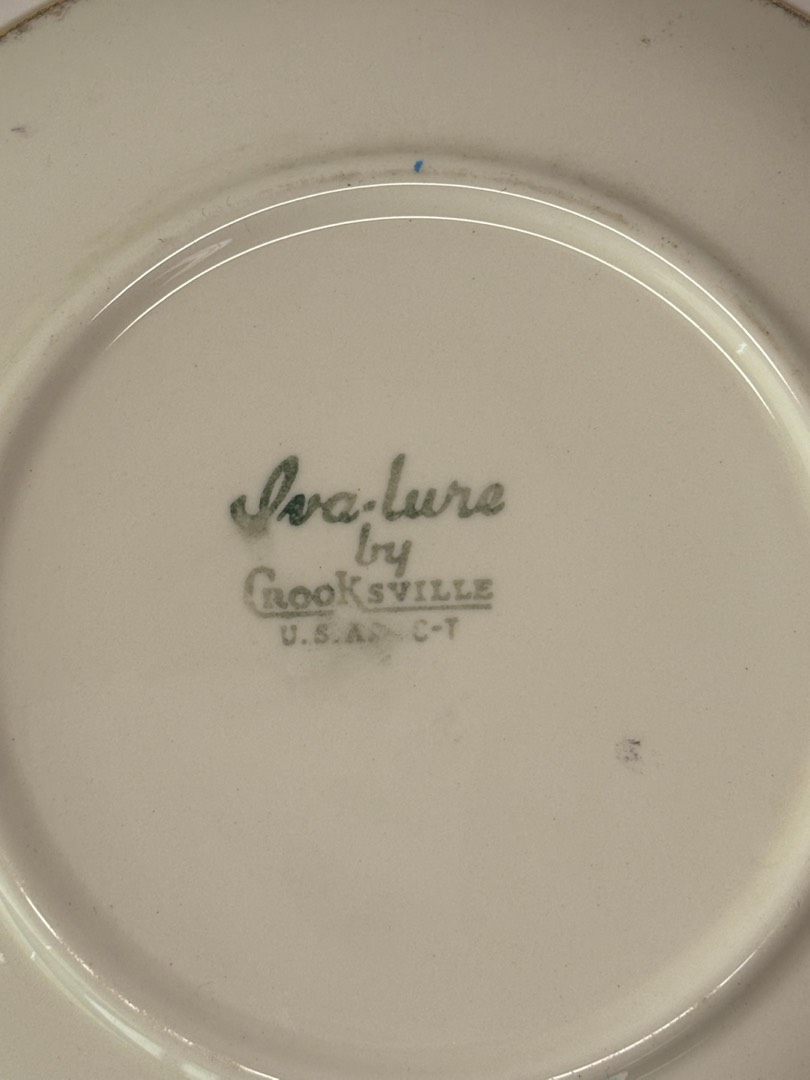 Iva-lure
by
CROOKSVILLE
U.S.A. C-T